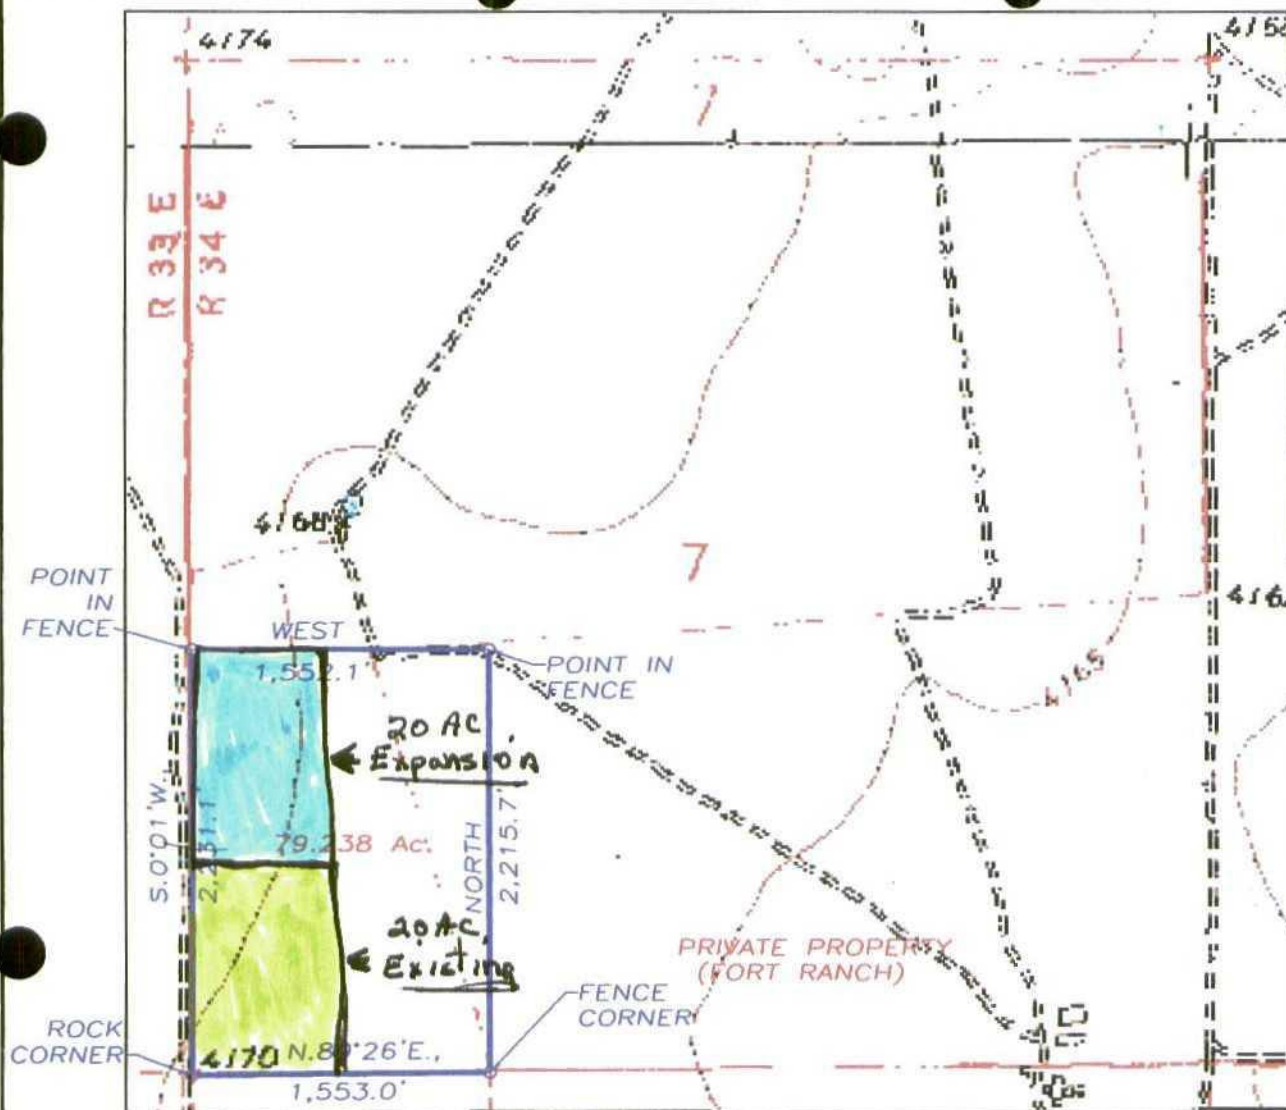 4174
R 33 E
R 34 E
7
4168
POINT
IN
FENCE
WEST
1,552.1'
POINT IN
FENCE
4165
20 AC.
Expansion
S.0°01'W.,
2,231.1'
79.238 Ac.
NORTH
2,215.7'
20 AC.
Existing
PRIVATE PROPERTY
(FORT RANCH)
FENCE
CORNER
ROCK
CORNER
4170
N.89°26'E.,
1,553.0'